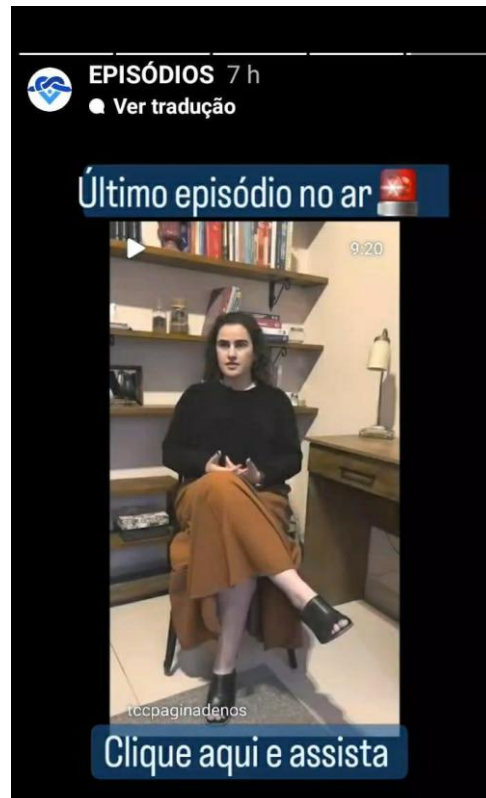 EPISÓDIOS 7 h
Ver tradução
Último episódio no ar
9:20
tccpaginadenos
Clique aqui e assista